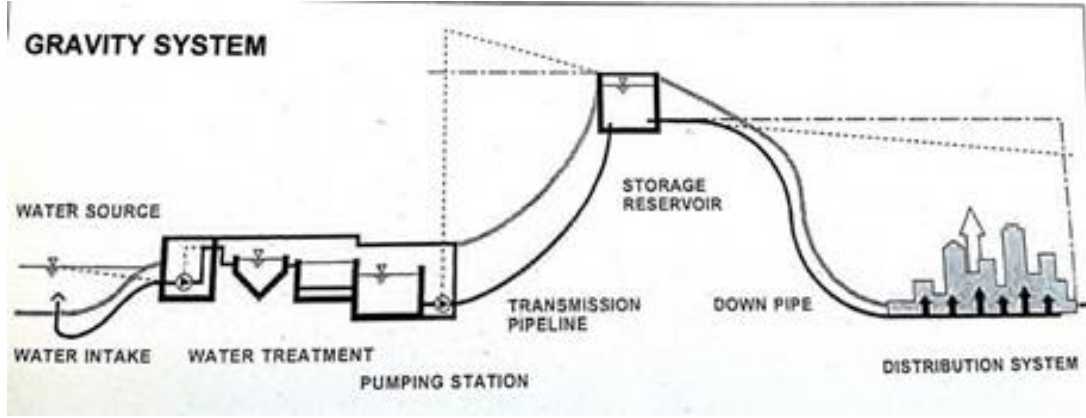 GRAVITY SYSTEM
WATER SOURCE
STORAGE
RESERVOIR
TRANSMISSION
PIPELINE
DOWN PIPE
WATER INTAKE
WATER TREATMENT
PUMPING STATION
DISTRIBUTION SYSTEM